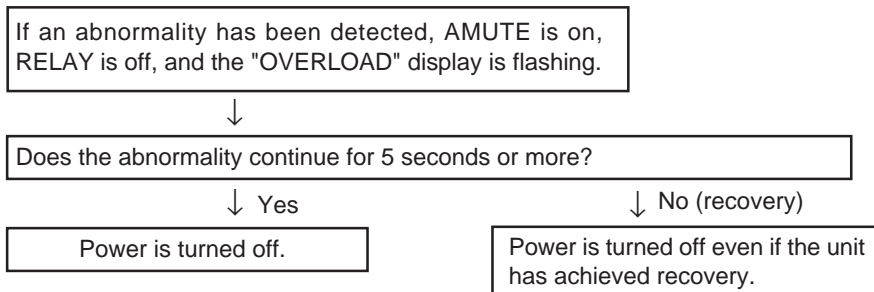 If an abnormality has been detected, AMUTE is on,
RELAY is off, and the "OVERLOAD" display is flashing.
↓
Does the abnormality continue for 5 seconds or more?
↓ Yes
↓ No (recovery)
Power is turned off.
Power is turned off even if the unit
has achieved recovery.